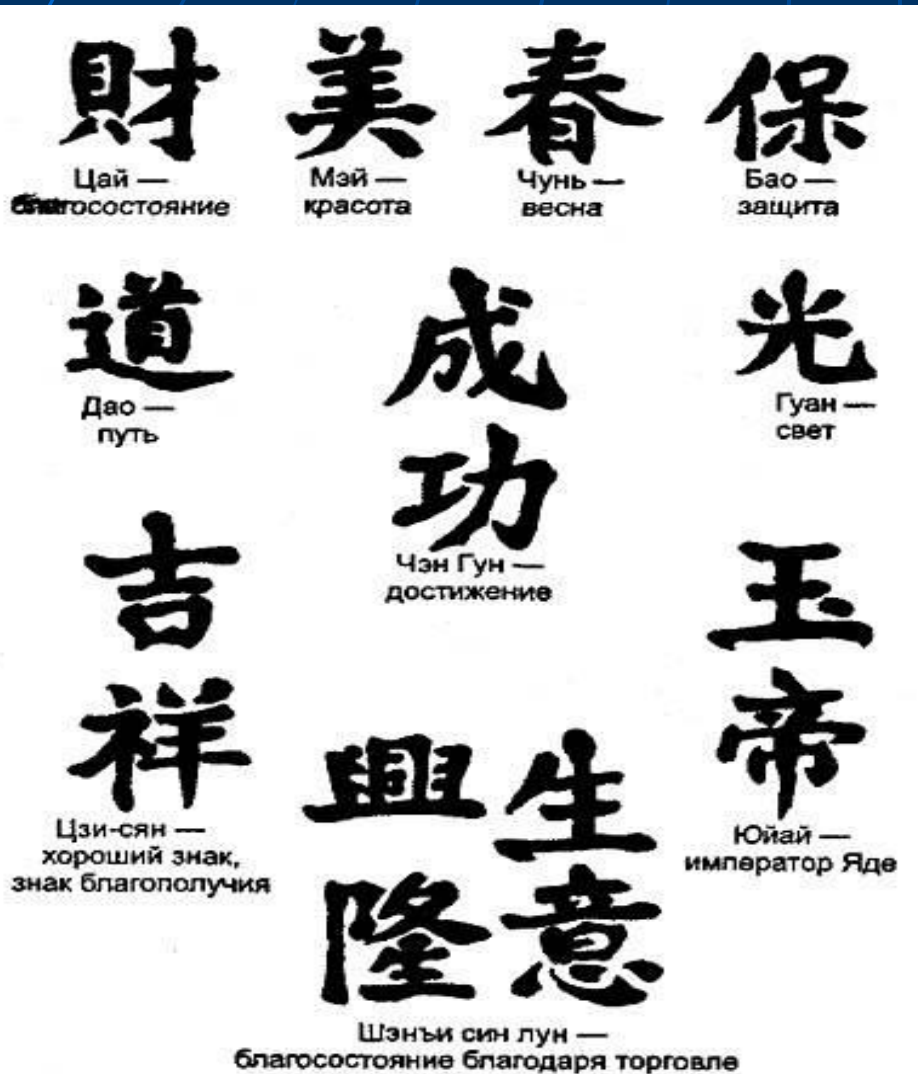 財 美 春 保
Цай — Мэй — Чунь — Бао —
благосостояние красота весна защита
道 成 光
Дао — Гуан —
путь свет
功
Чэн Гун —
достижение
吉 玉
祥 帝
Цзи-сян —
хороший знак,
знак благополучия
Юйай —
император Яде
興 生
隆 意
Шэнъи син лун —
благосостояние благодаря торговле